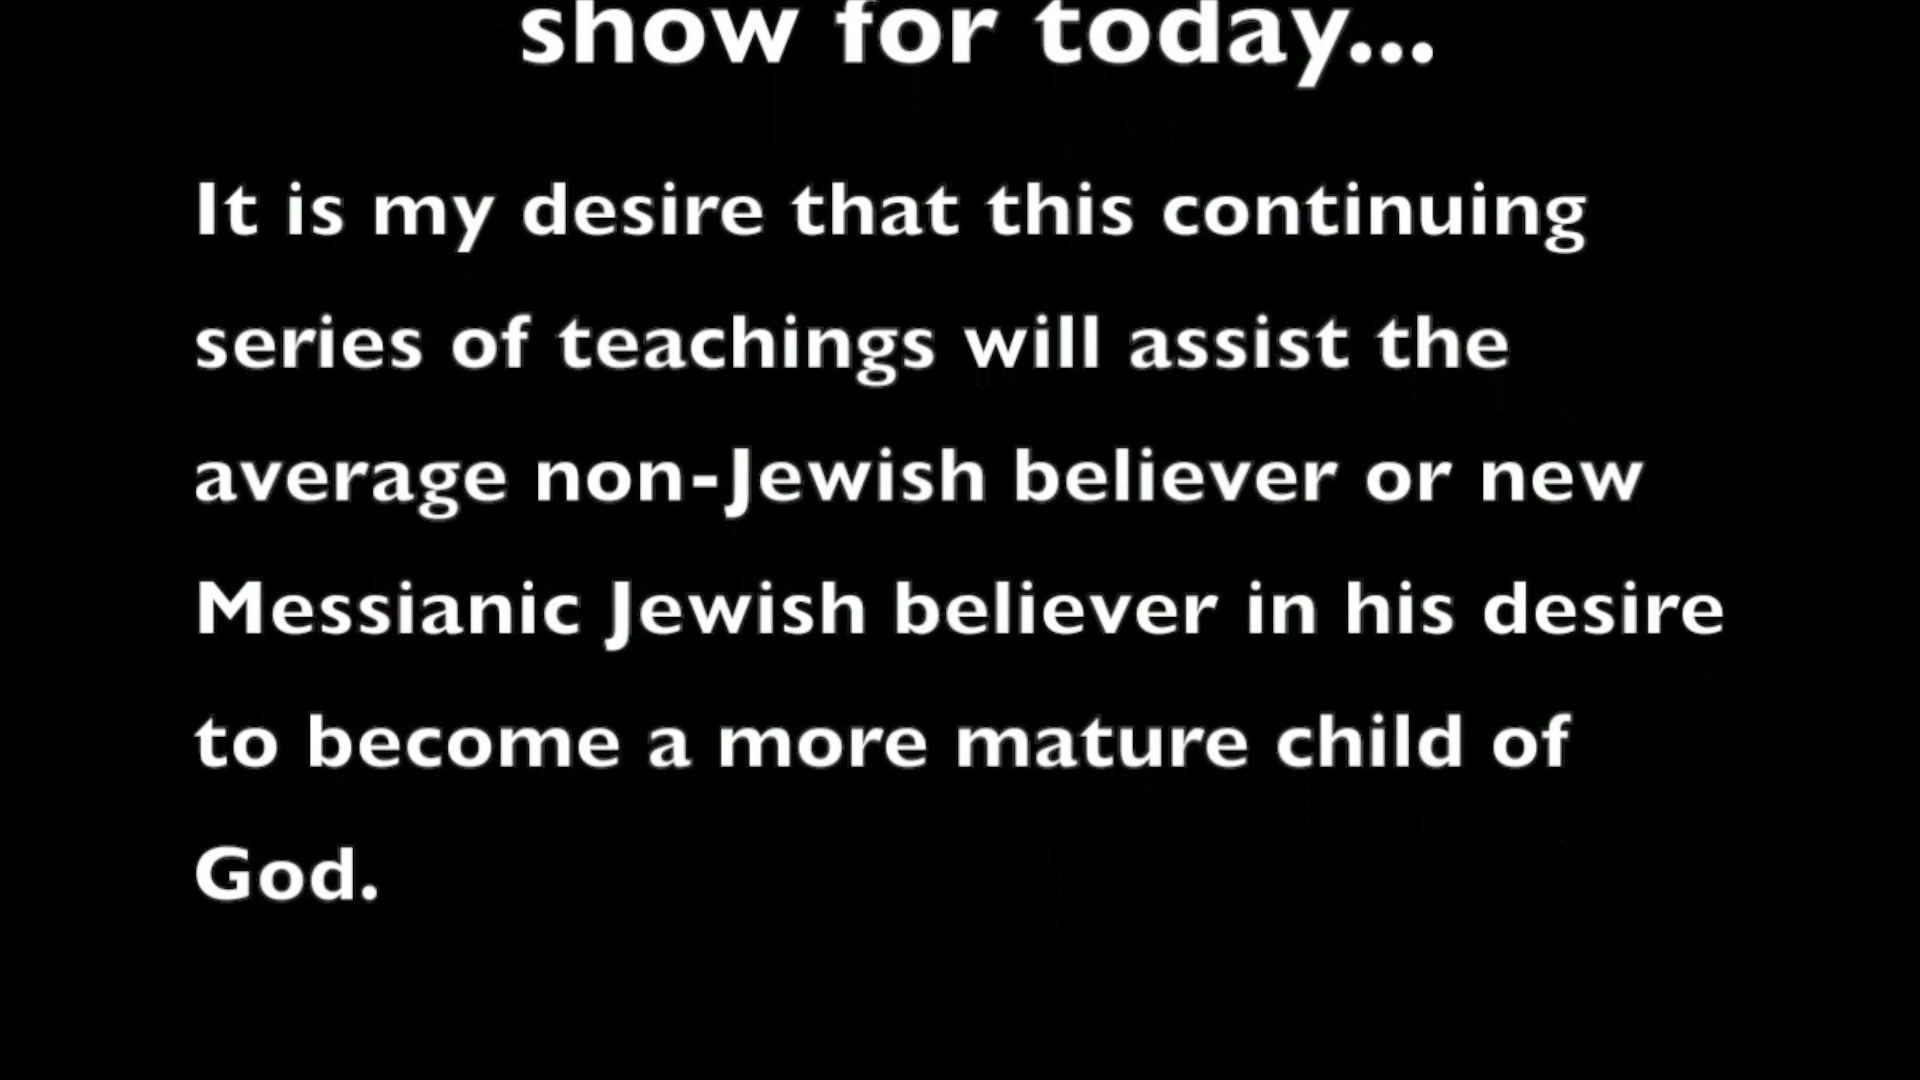 show for today...
It is my desire that this continuing
series of teachings will assist the
average non-Jewish believer or new
Messianic Jewish believer in his desire
to become a more mature child of
God.